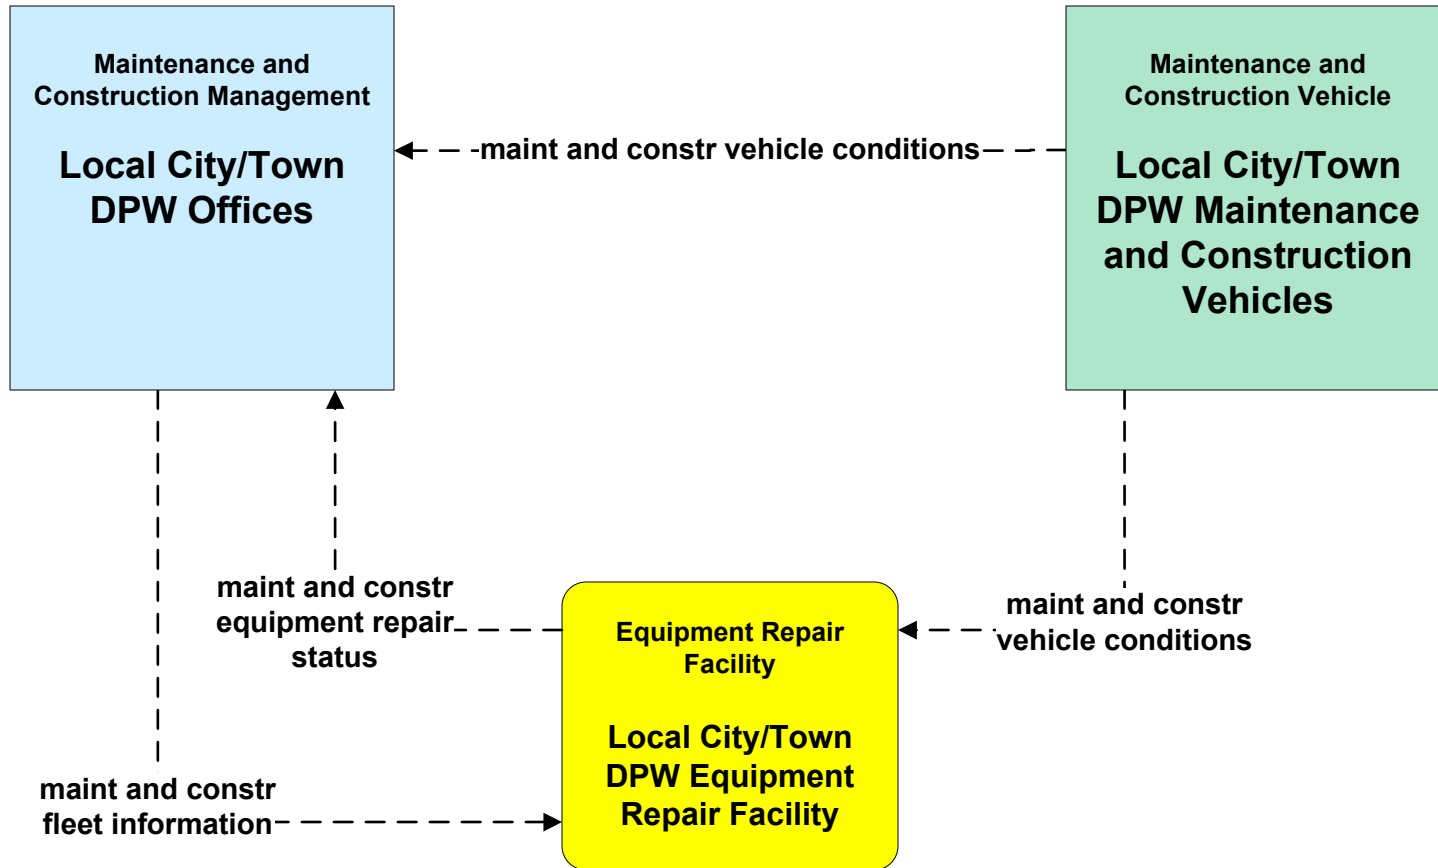 Maintenance and
Construction Management
Local City/Town
DPW Offices
maint and constr vehicle conditions
Maintenance and
Construction Vehicle
Local City/Town
DPW Maintenance
and Construction
Vehicles
maint and constr
equipment repair
status
maint and constr
vehicle conditions
Equipment Repair
Facility
Local City/Town
DPW Equipment
Repair Facility
maint and constr
fleet information